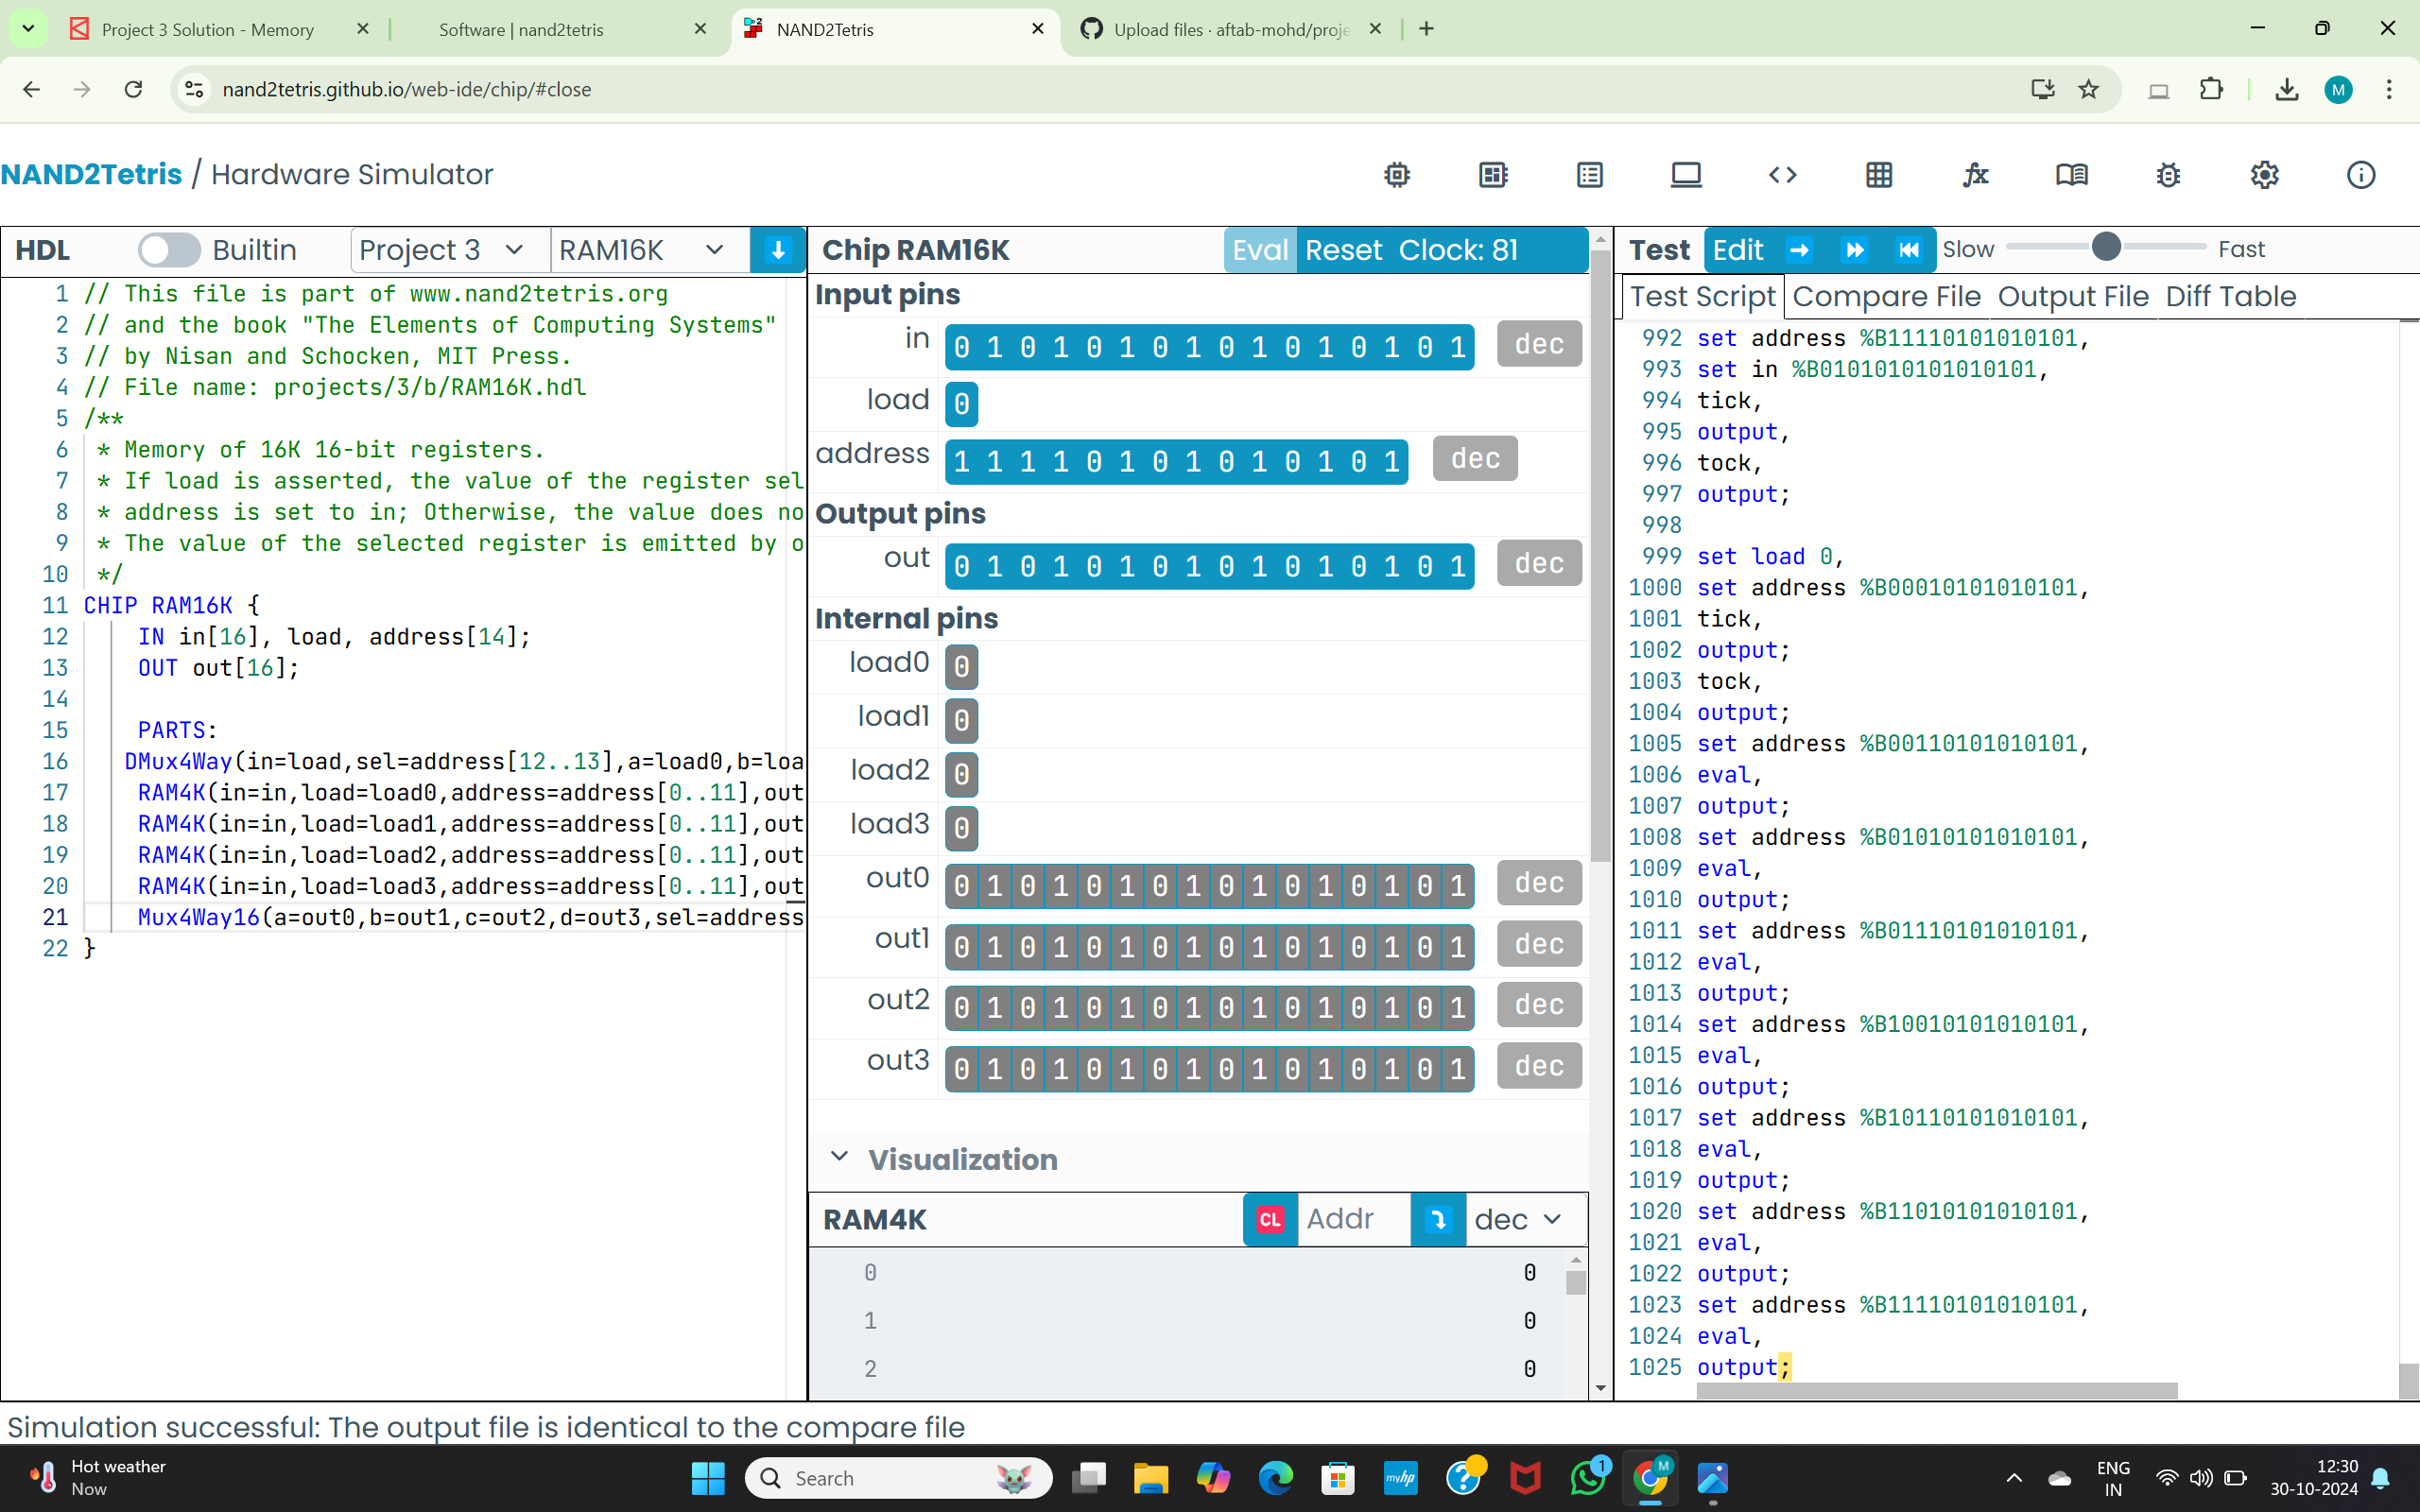 Project 3 Solution - Memory
Software | nand2tetris
NAND2Tetris
Upload files · aftab-mohd/proje
nand2tetris.github.io/web-ide/chip/#close
M
NAND2Tetris / Hardware Simulator
HDL Builtin Project 3 RAM16K
1 // This file is part of www.nand2tetris.org
2 // and the book "The Elements of Computing Systems"
3 // by Nisan and Schocken, MIT Press.
4 // File name: projects/3/b/RAM16K.hdl
5 /**
6 * Memory of 16K 16-bit registers.
7 * If load is asserted, the value of the register sel
8 * address is set to in; Otherwise, the value does no
9 * The value of the selected register is emitted by o
10 */
11 CHIP RAM16K {
12 IN in[16], load, address[14];
13 OUT out[16];
14
15 PARTS:
16 DMux4Way(in=load,sel=address[12..13],a=load0,b=loa
17 RAM4K(in=in,load=load0,address=address[0..11],out
18 RAM4K(in=in,load=load1,address=address[0..11],out
19 RAM4K(in=in,load=load2,address=address[0..11],out
20 RAM4K(in=in,load=load3,address=address[0..11],out
21 Mux4Way16(a=out0,b=out1,c=out2,d=out3,sel=address
22 }
Chip RAM16K Eval Reset Clock: 81
Input pins
in 0 1 0 1 0 1 0 1 0 1 0 1 0 1 0 1 dec
load 0
address 1 1 1 1 0 1 0 1 0 1 0 1 0 1 dec
Output pins
out 0 1 0 1 0 1 0 1 0 1 0 1 0 1 0 1 dec
Internal pins
load0 0
load1 0
load2 0
load3 0
out0 0 1 0 1 0 1 0 1 0 1 0 1 0 1 0 1 dec
out1 0 1 0 1 0 1 0 1 0 1 0 1 0 1 0 1 dec
out2 0 1 0 1 0 1 0 1 0 1 0 1 0 1 0 1 dec
out3 0 1 0 1 0 1 0 1 0 1 0 1 0 1 0 1 dec
Visualization
RAM4K CL Addr dec
0 0
1 0
2 0
Test Edit Slow Fast
Test Script Compare File Output File Diff Table
992 set address %B11110101010101,
993 set in %B0101010101010101,
994 tick,
995 output,
996 tock,
997 output;
998
999 set load 0,
1000 set address %B00010101010101,
1001 tick,
1002 output;
1003 tock,
1004 output;
1005 set address %B00110101010101,
1006 eval,
1007 output;
1008 set address %B01010101010101,
1009 eval,
1010 output;
1011 set address %B01110101010101,
1012 eval,
1013 output;
1014 set address %B10010101010101,
1015 eval,
1016 output;
1017 set address %B10110101010101,
1018 eval,
1019 output;
1020 set address %B11010101010101,
1021 eval,
1022 output;
1023 set address %B11110101010101,
1024 eval,
1025 output;
Simulation successful: The output file is identical to the compare file
Hot weather
Now
Search
myhp
1
M
ENG
IN
12:30
30-10-2024